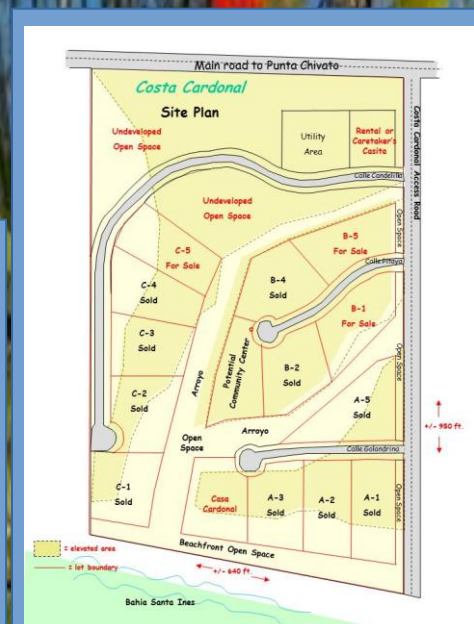 Main road to Punta Chivato
Costa Cardonal
Site Plan
Undeveloped
Open Space
Utility
Area
Rental or
Caretaker's
Casita
Costa Cardonal Access Road
Calle Candelilla
Undeveloped
Open Space
Open Space
C-5
For Sale
B-5
For Sale
Calle Pitaya
C-4
Sold
B-4
Sold
B-1
For Sale
C-3
Sold
Potential
Community Center
B-2
Sold
Open Space
Arroyo
C-2
Sold
A-5
Sold
+/- 950 ft.
Open
Space
Arroyo
Calle Golondrina
C-1
Sold
Casa
Cardonal
A-3
Sold
A-2
Sold
A-1
Sold
Open Space
Beachfront Open Space
= elevated area
= lot boundary
+/- 640 ft.
Bahia Santa Ines